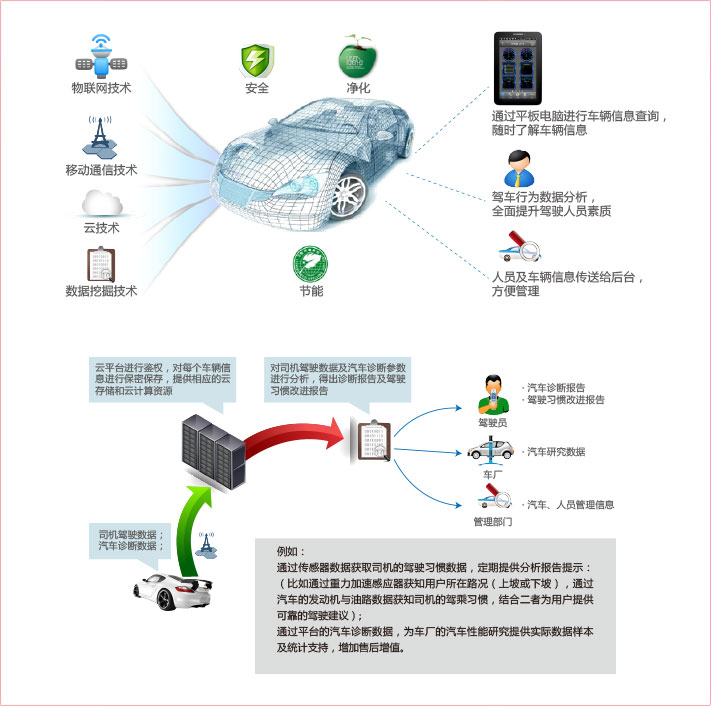 物联网技术
安全
净化
移动通信技术
云技术
数据挖掘技术
节能
通过平板电脑进行车辆信息查询，
随时了解车辆信息
驾车行为数据分析，
全面提升驾驶人员素质
人员及车辆信息传送给后台，
方便管理
云平台进行鉴权，对每个车辆信
息进行保密保存，提供相应的云
存储和云计算资源
对司机驾驶数据及汽车诊断参数
进行分析，得出诊断报告及驾驶
习惯改进报告
· 汽车诊断报告
· 驾驶习惯改进报告
驾驶员
· 汽车研究数据
车厂
· 汽车、人员管理信息
管理部门
司机驾驶数据；
汽车诊断数据；
例如：
通过传感器数据获取司机的驾驶习惯数据，定期提供分析报告提示：
（比如通过重力加速感应器获知用户所在路况（上坡或下坡），通过
汽车的发动机与油路数据获知司机的驾乘习惯，结合二者为用户提供
可靠的驾驶建议）；
通过平台的汽车诊断数据，为车厂的汽车性能研究提供实际数据样本
及统计支持，增加售后增值。